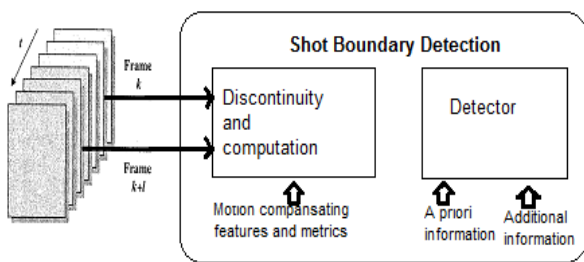 t
Shot Boundary Detection
Frame
k
Discontinuity
and
computation
Detector
Frame
k+l
Motion compansating
features and metrics
A priori
information
Additional
information